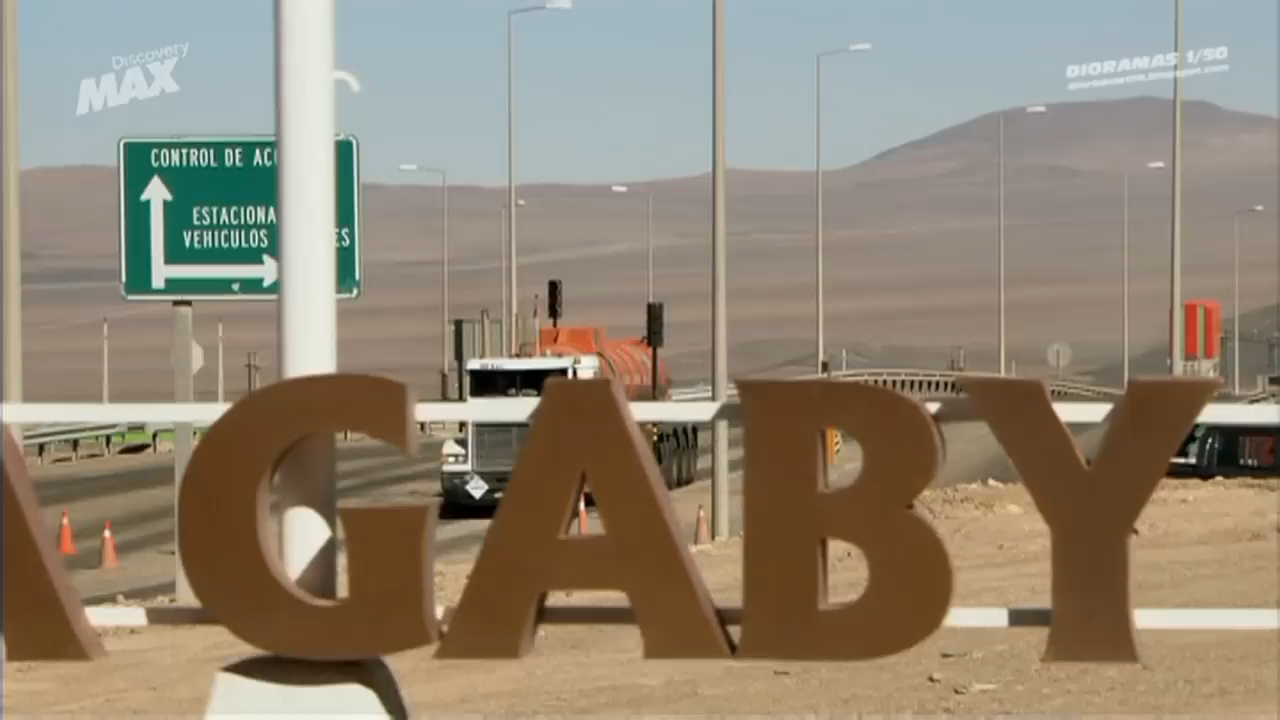 Discovery
MAX
DIORAMAS 1/50
CONTROL DE AC
ESTACIONA
VEHICULOS ES
A GABY